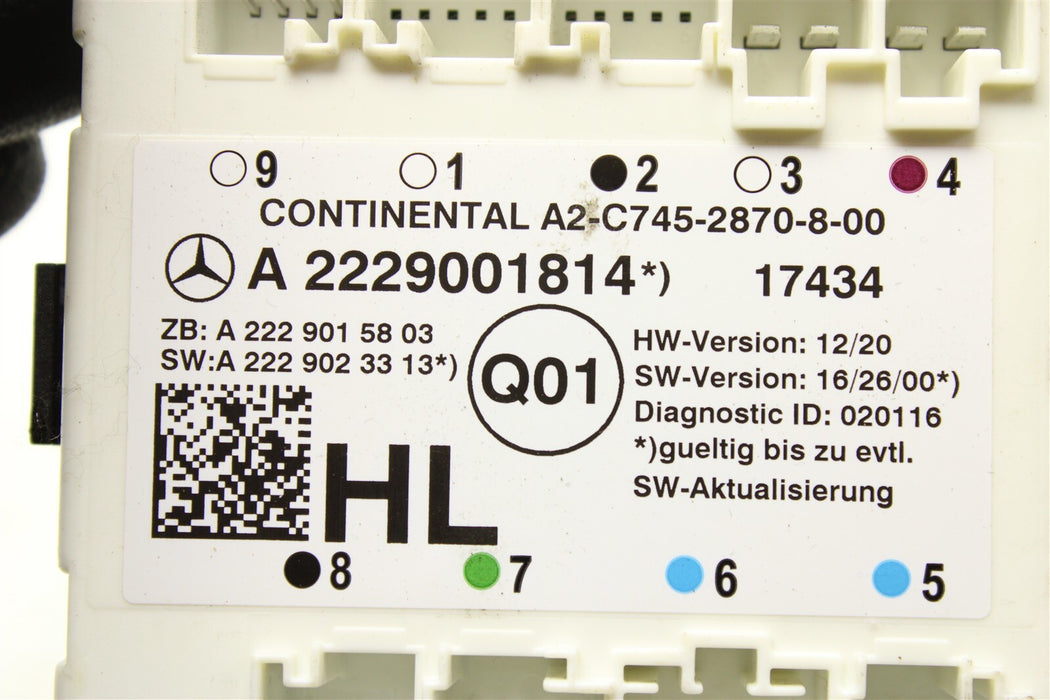 9 1 2 3 4
CONTINENTAL A2-C745-2870-8-00
A 2229001814*) 17434
ZB: A 222 901 58 03
SW:A 222 902 33 13*)
Q01
HW-Version: 12/20
SW-Version: 16/26/00*)
Diagnostic ID: 020116
*)gueltig bis zu evtl.
SW-Aktualisierung
HL
8 7 6 5